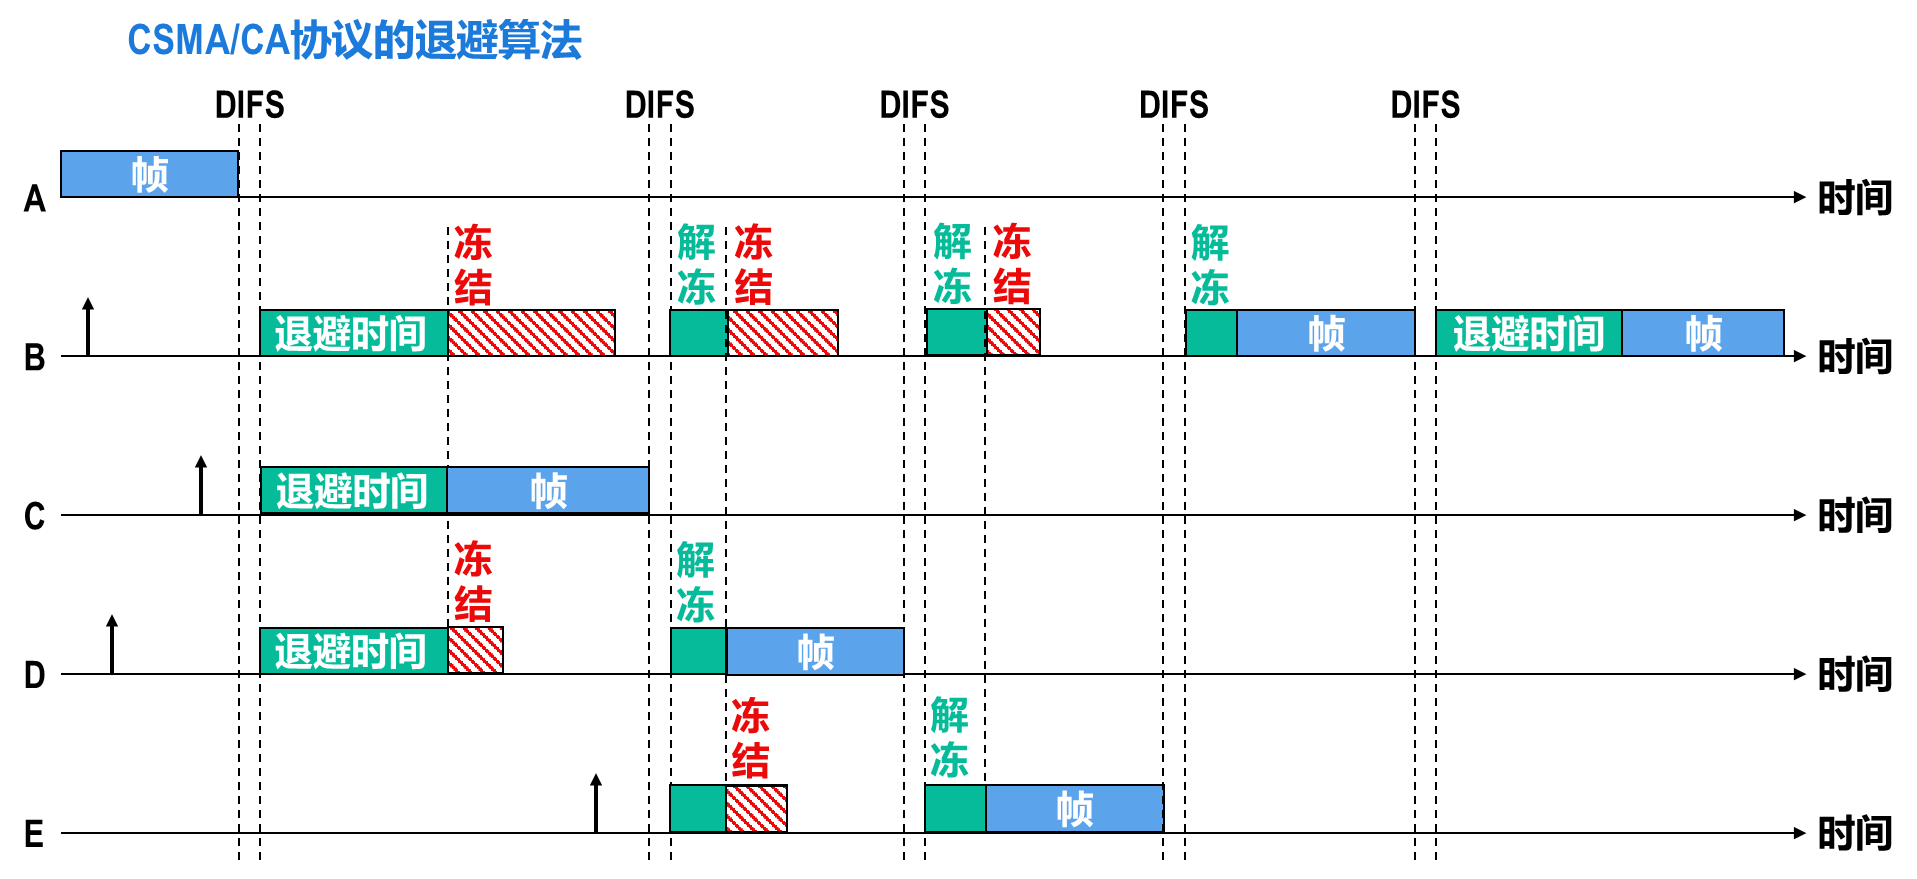 CSMA/CA协议的退避算法
DIFS DIFS DIFS DIFS DIFS
帧
A 时间
冻结 解冻 冻结 解冻 冻结 解冻
退避时间 帧 退避时间 帧
B 时间
退避时间 帧
C 时间
冻结 解冻
退避时间 帧
D 时间
冻结 解冻
帧
E 时间